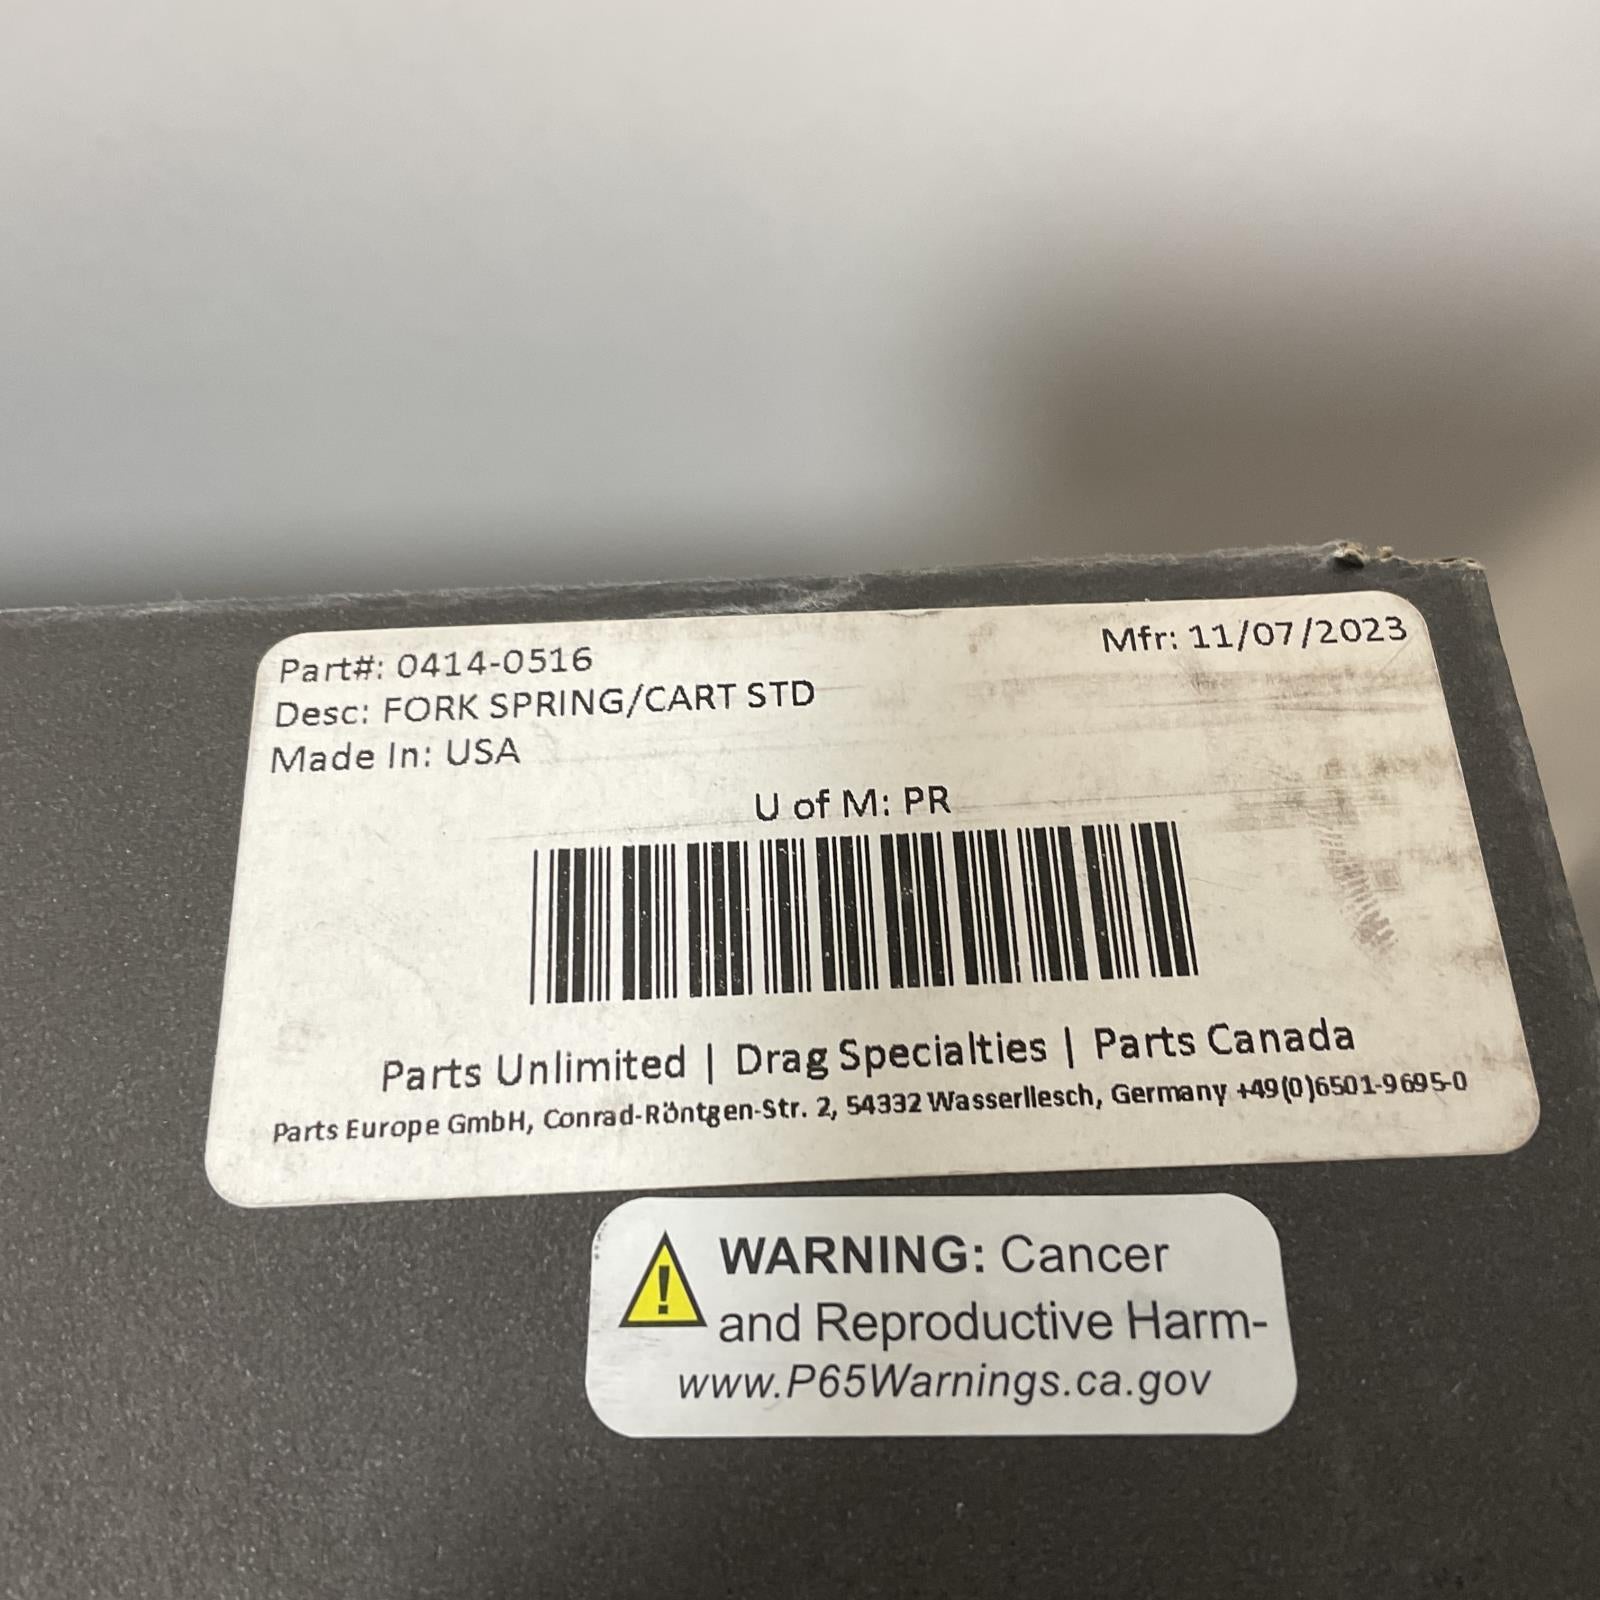 Part#: 0414-0516
Mfr: 11/07/2023
Desc: FORK SPRING/CART STD
Made In: USA
U of M: PR
Parts Unlimited | Drag Specialties | Parts Canada
Parts Europe GmbH, Conrad-Röntgen-Str. 2, 54332 Wasserllesch, Germany +49(0)6501-9695-0
WARNING: Cancer
and Reproductive Harm-
www.P65Warnings.ca.gov